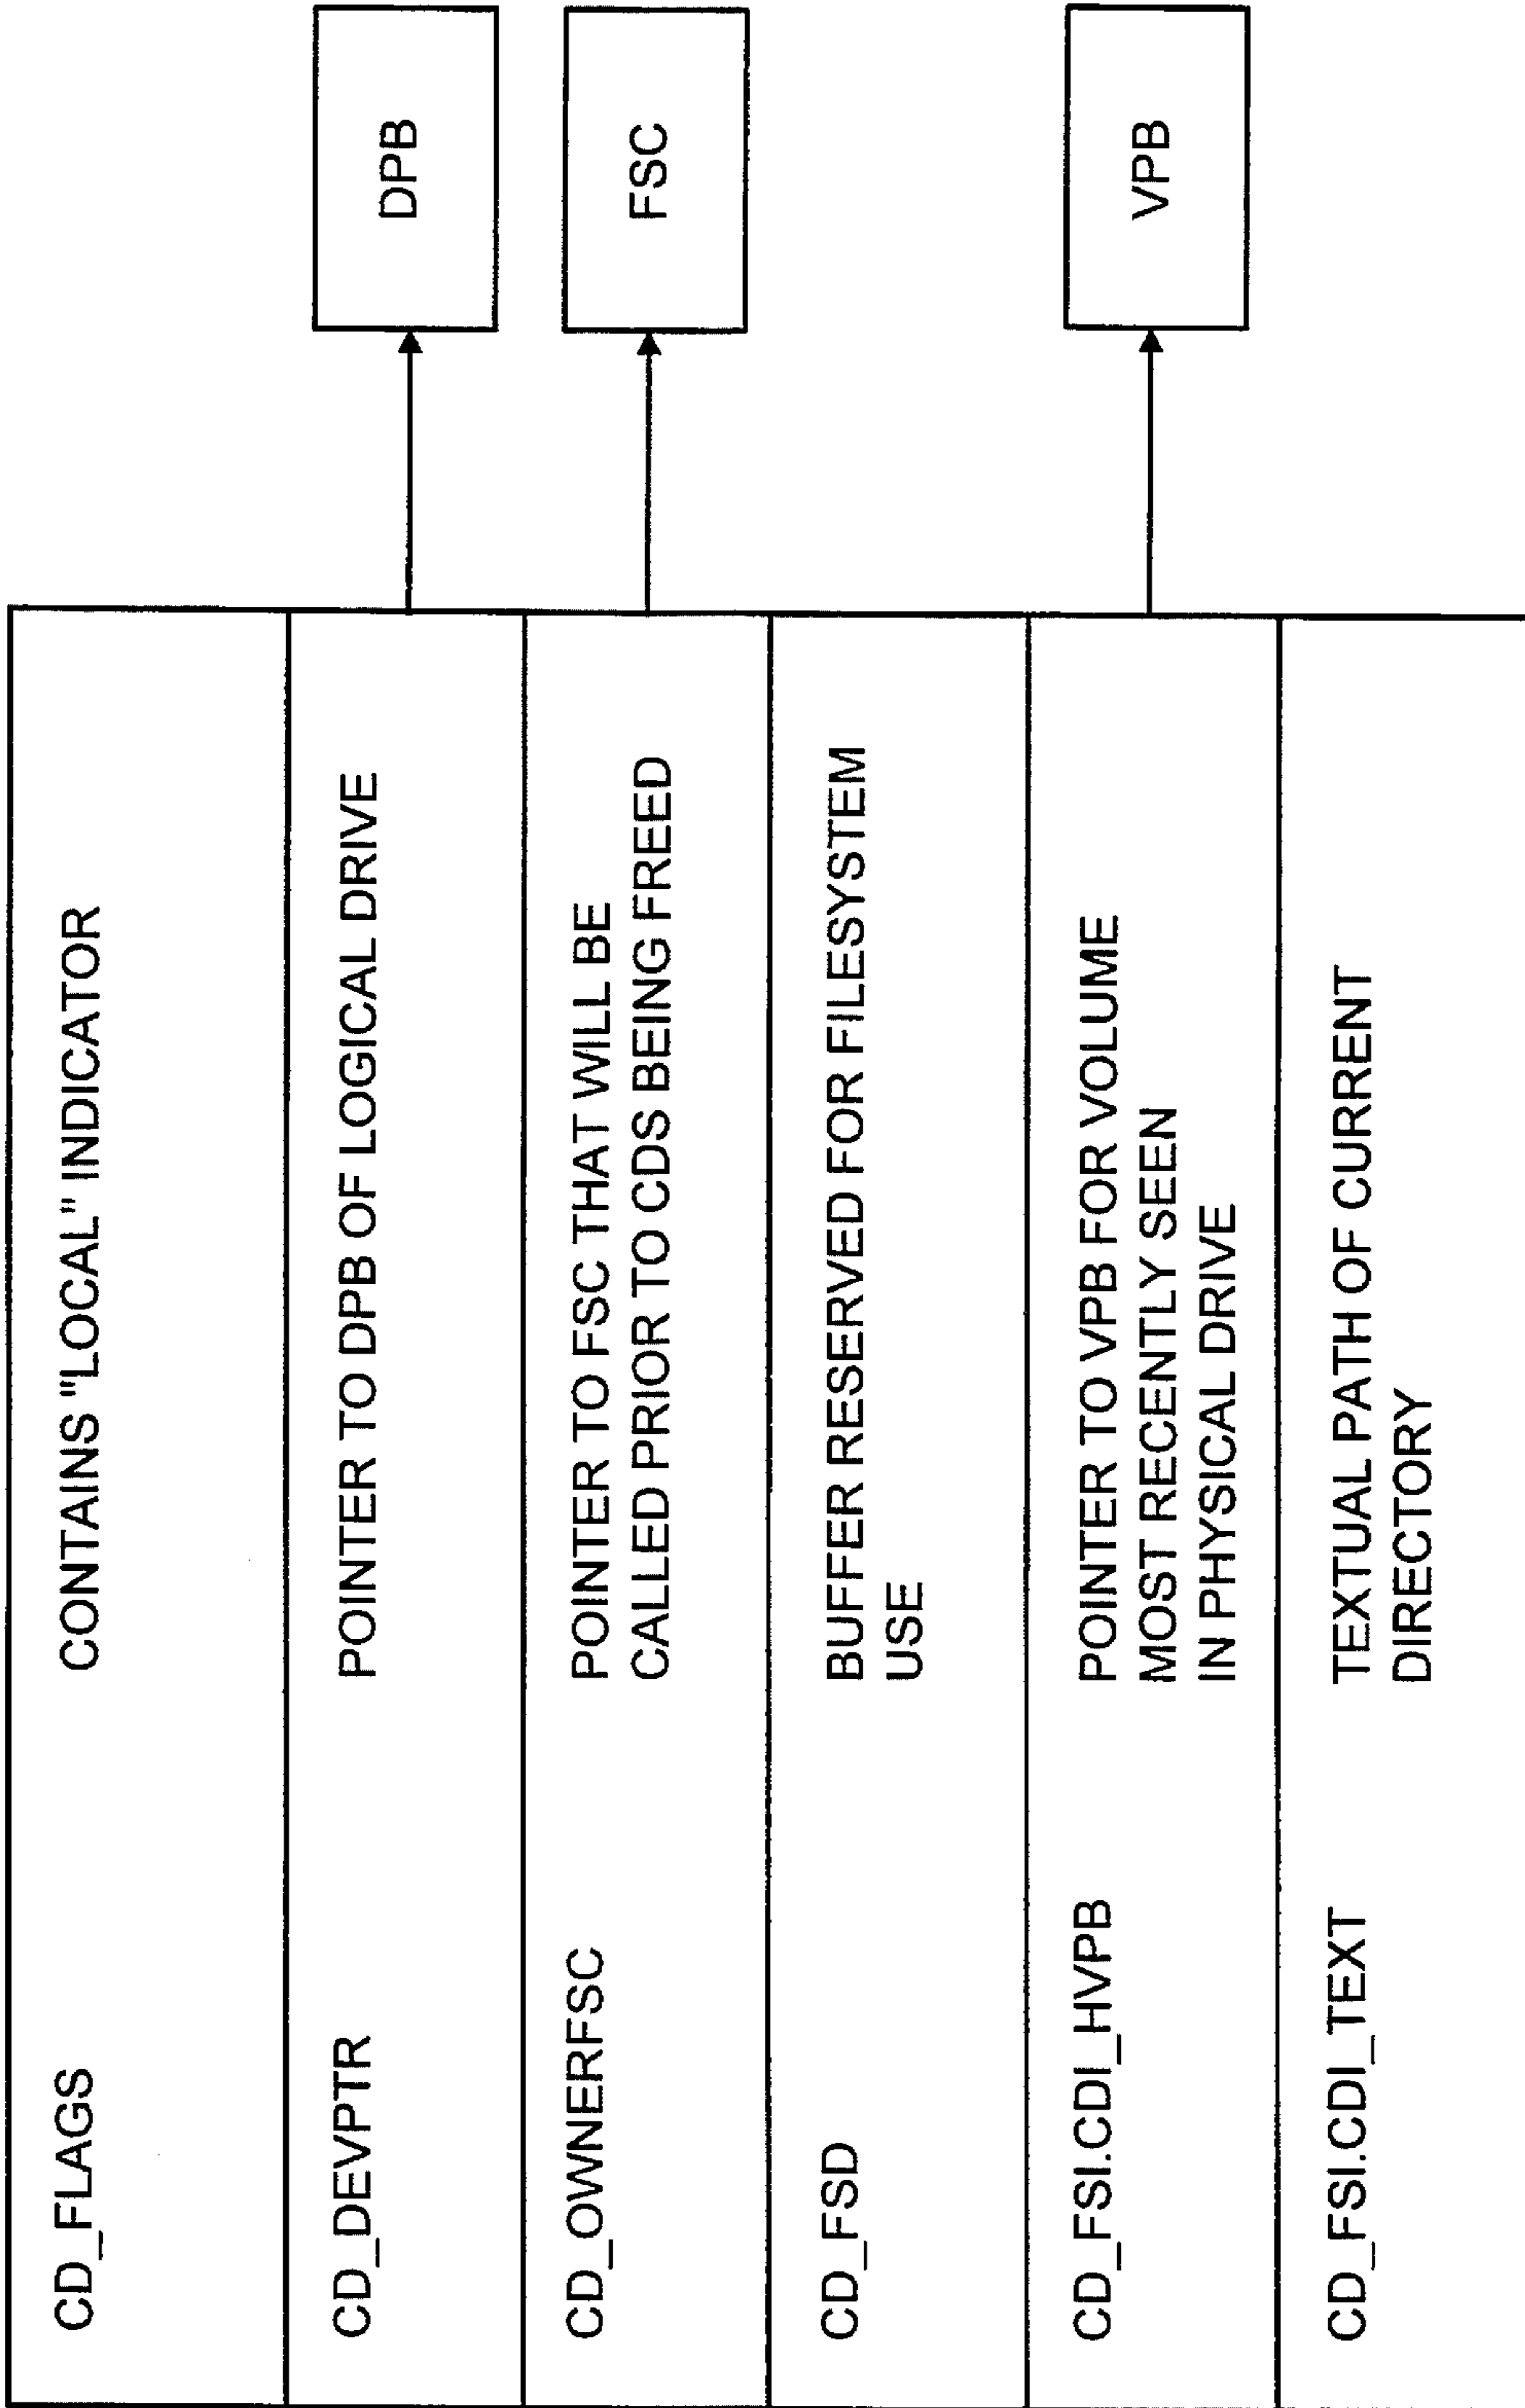 CD_FLAGS
CONTAINS "LOCAL" INDICATOR
CD_DEVPTR
POINTER TO DPB OF LOGICAL DRIVE
DPB
CD_OWNERFSC
POINTER TO FSC THAT WILL BE
CALLED PRIOR TO CDS BEING FREED
FSC
CD_FSD
BUFFER RESERVED FOR FILESYSTEM
USE
CD_FSI.CDI_HVPB
POINTER TO VPB FOR VOLUME
MOST RECENTLY SEEN
IN PHYSICAL DRIVE
VPB
CD_FSI.CDI_TEXT
TEXTUAL PATH OF CURRENT
DIRECTORY